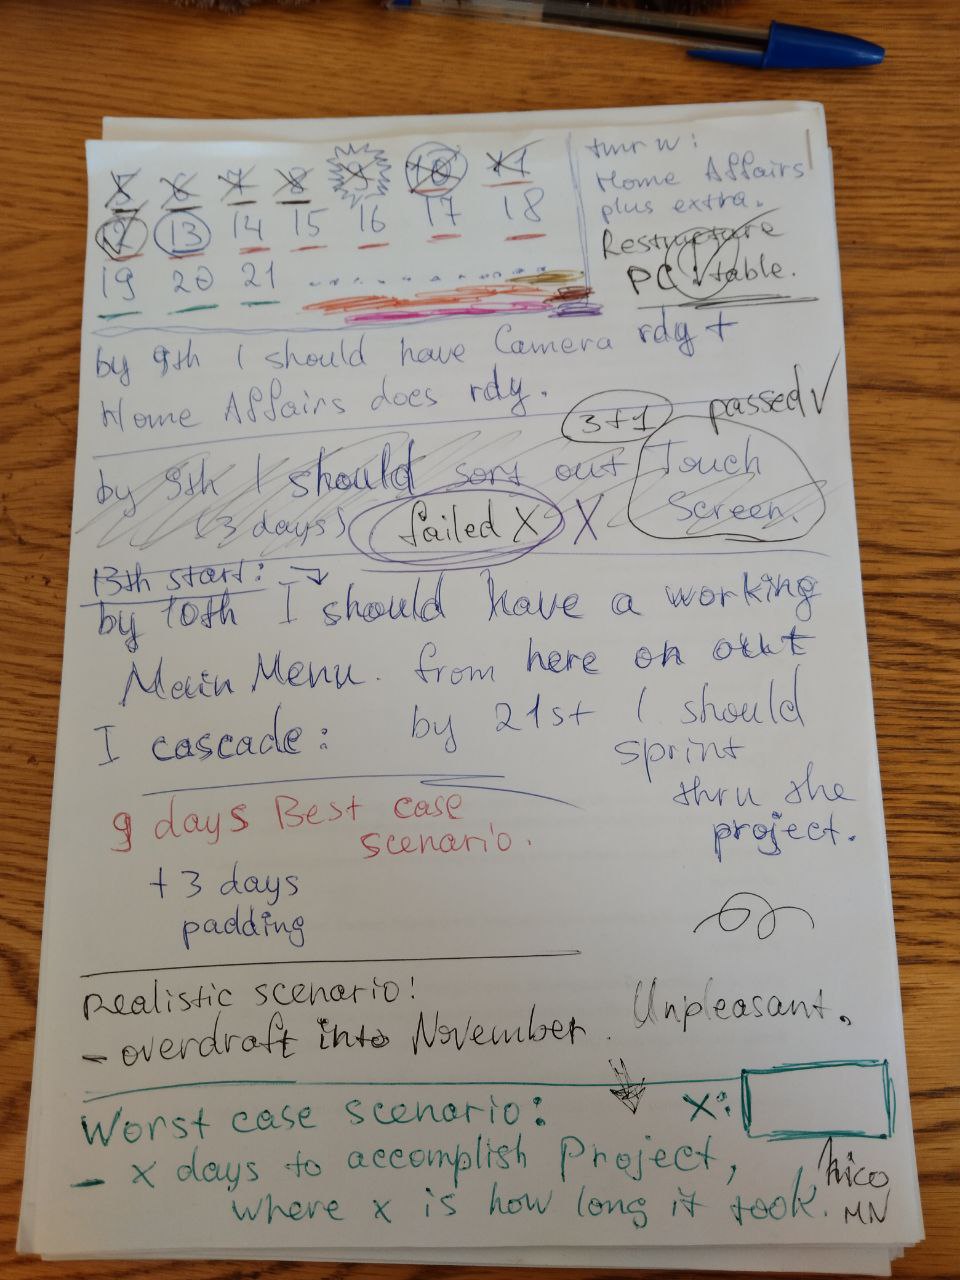 5 6 7 8 9 10 11
12 13 14 15 16 17 18
19 20 21
tmrw:
Home Affairs
plus extra.
Restructure
PC table.
by 9th I should have Camera rdy +
Home Affairs does rdy.
3+1
passed ✓
by 9th I should sort out Touch
Screen.
(3 days)
failed X X
13th start:
by 10th I should have a working
Main Menu. from here on out
I cascade: by 21st I should
sprint
thru the
project.
9 days Best case
scenario.
+ 3 days
padding
Realistic scenario:
- overdraft into November. Unpleasant.
Worst case scenario: x:
- x days to accomplish Project,
where x is how long it took.
nico
MN